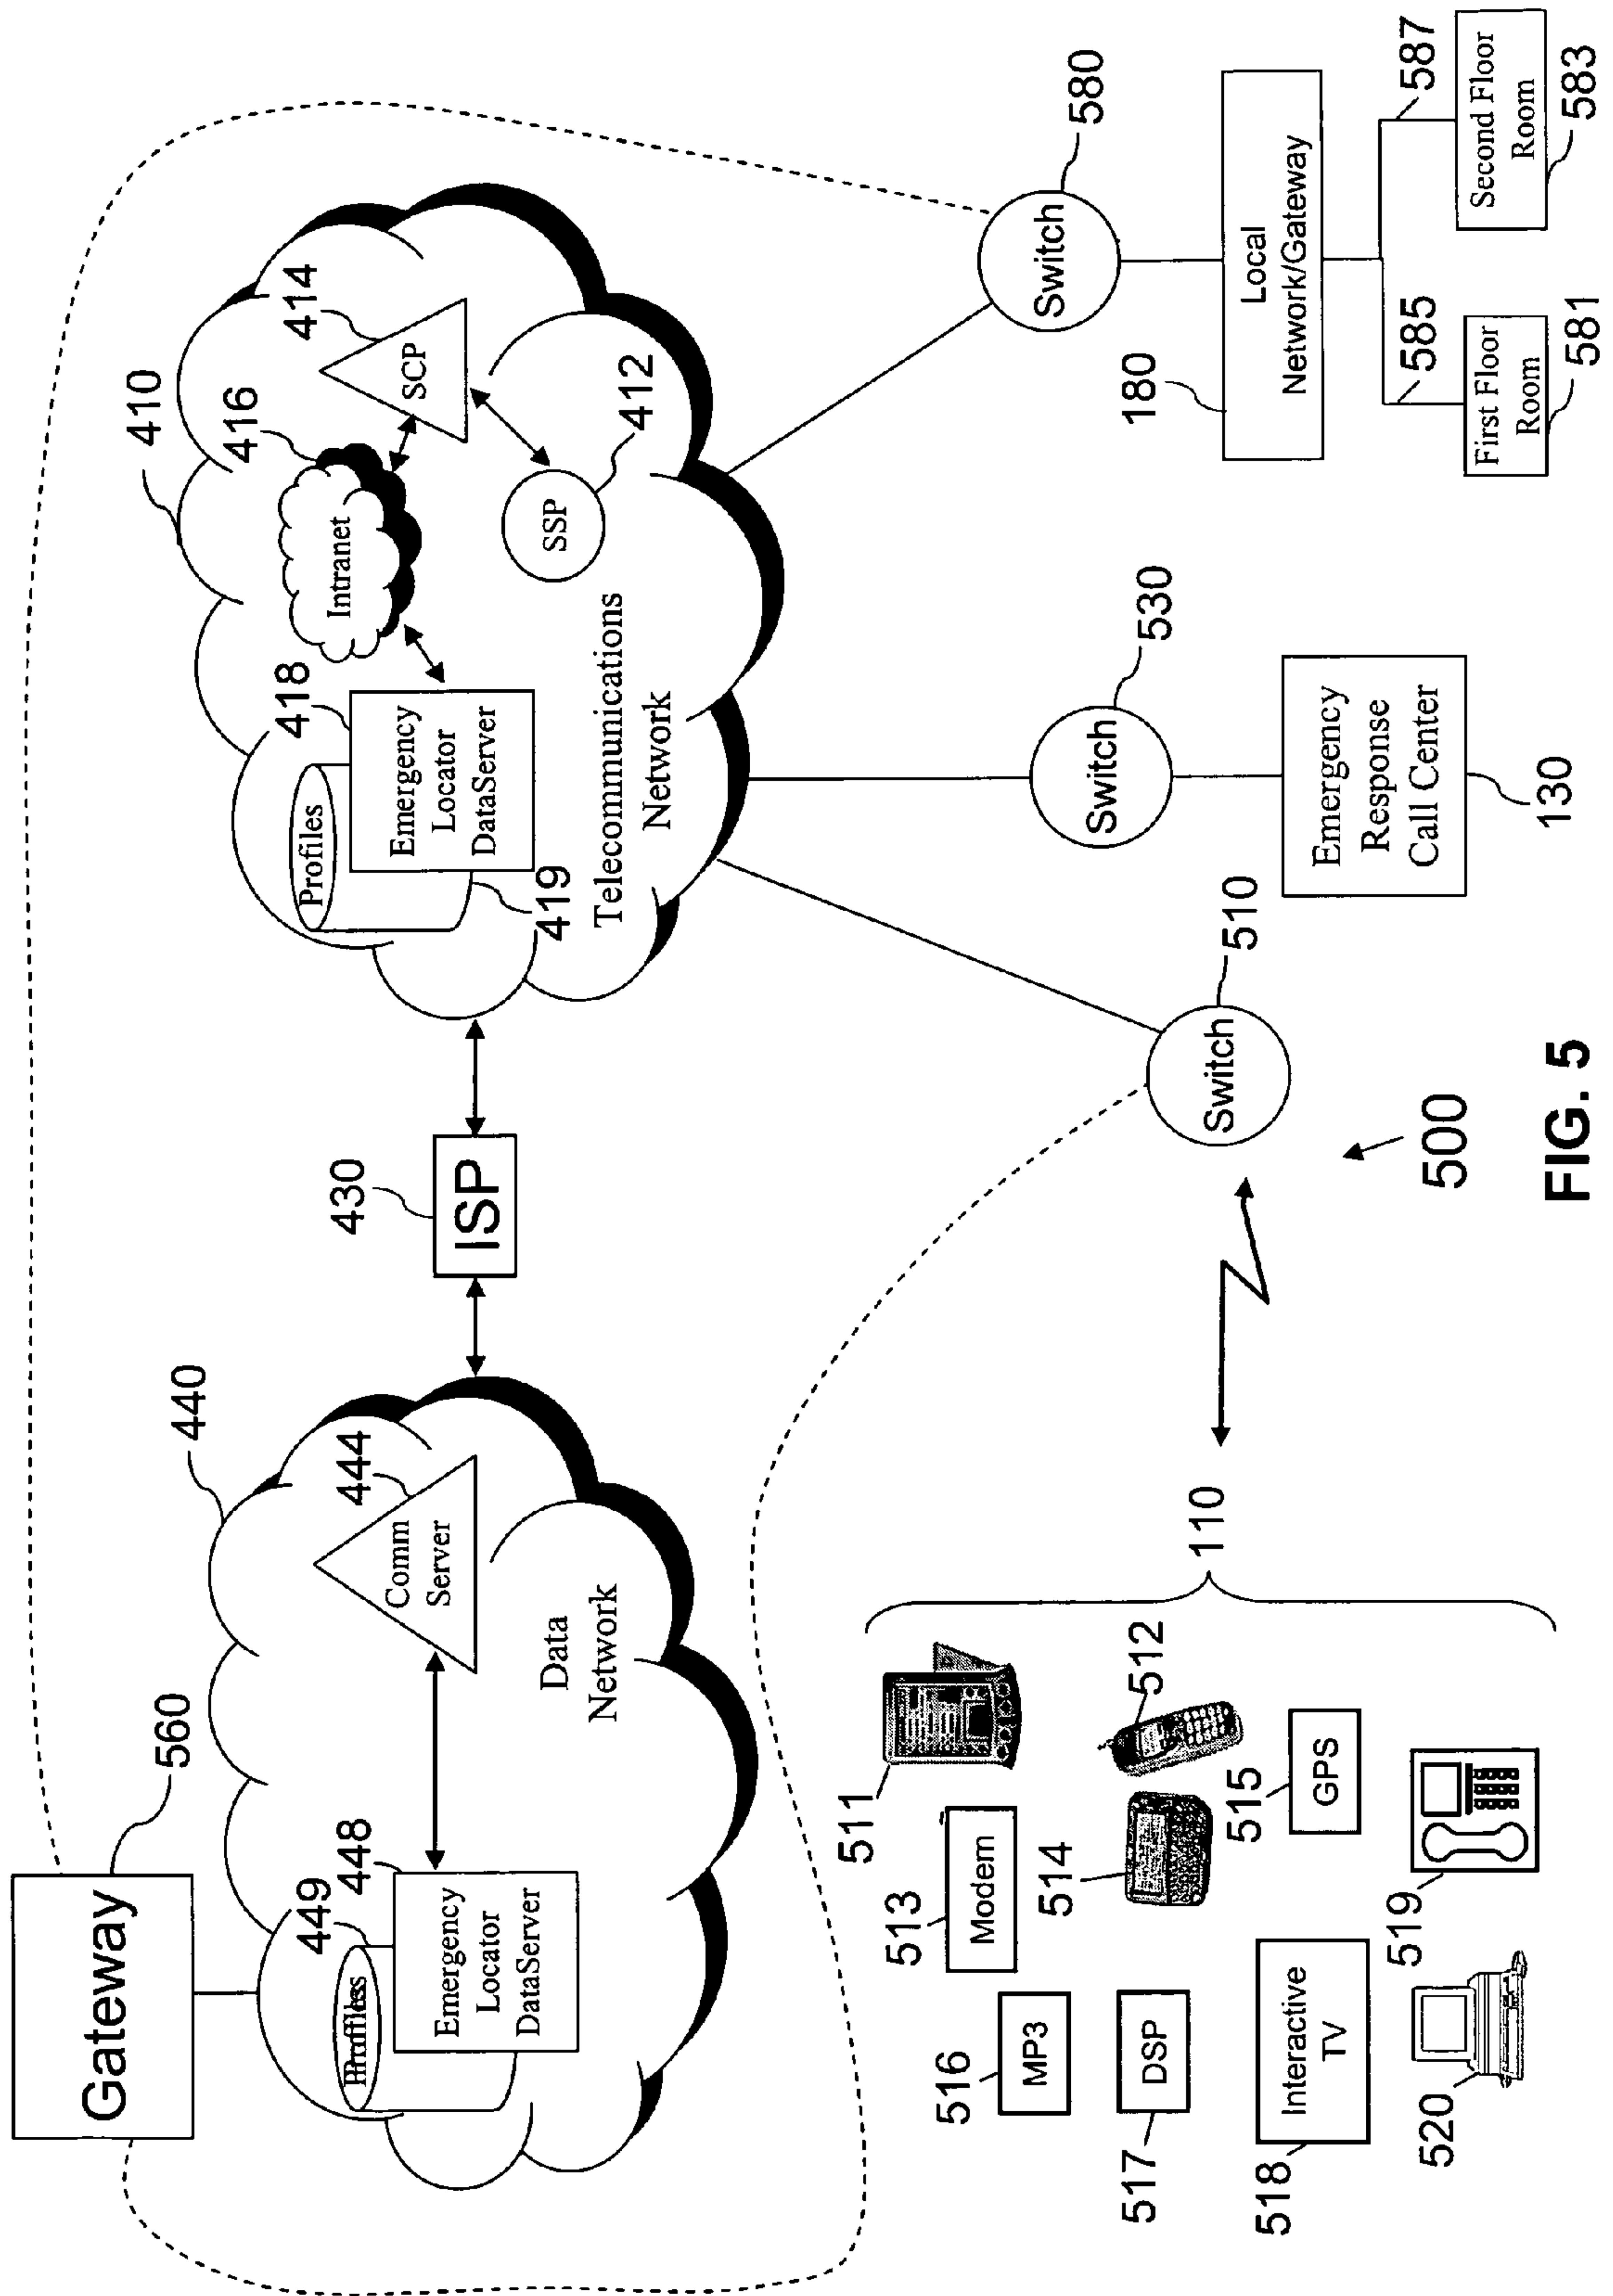 Gateway
560
440
449
448
Profiles
Emergency
Locator
DataServer
444
Comm
Server
Data
Network
430
ISP
410
416
414
Intranet
SCP
418
Profiles
Emergency
Locator
DataServer
419
SSP
412
Telecommunications
Network
Switch
580
Switch
530
Switch
510
180
Local
Network/Gateway
585
587
First Floor
Room
581
Second Floor
Room
583
Emergency
Response
Call Center
130
110
511
512
513
Modem
514
515
GPS
516
MP3
517
DSP
518
Interactive
TV
519
520
500
FIG. 5